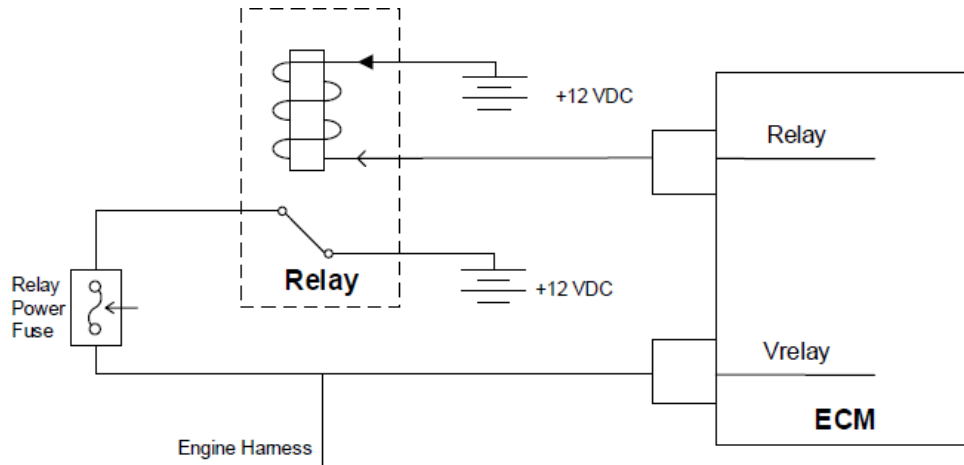 +12 VDC
Relay
Relay
Relay
Power
Fuse
+12 VDC
Vrelay
ECM
Engine Harness